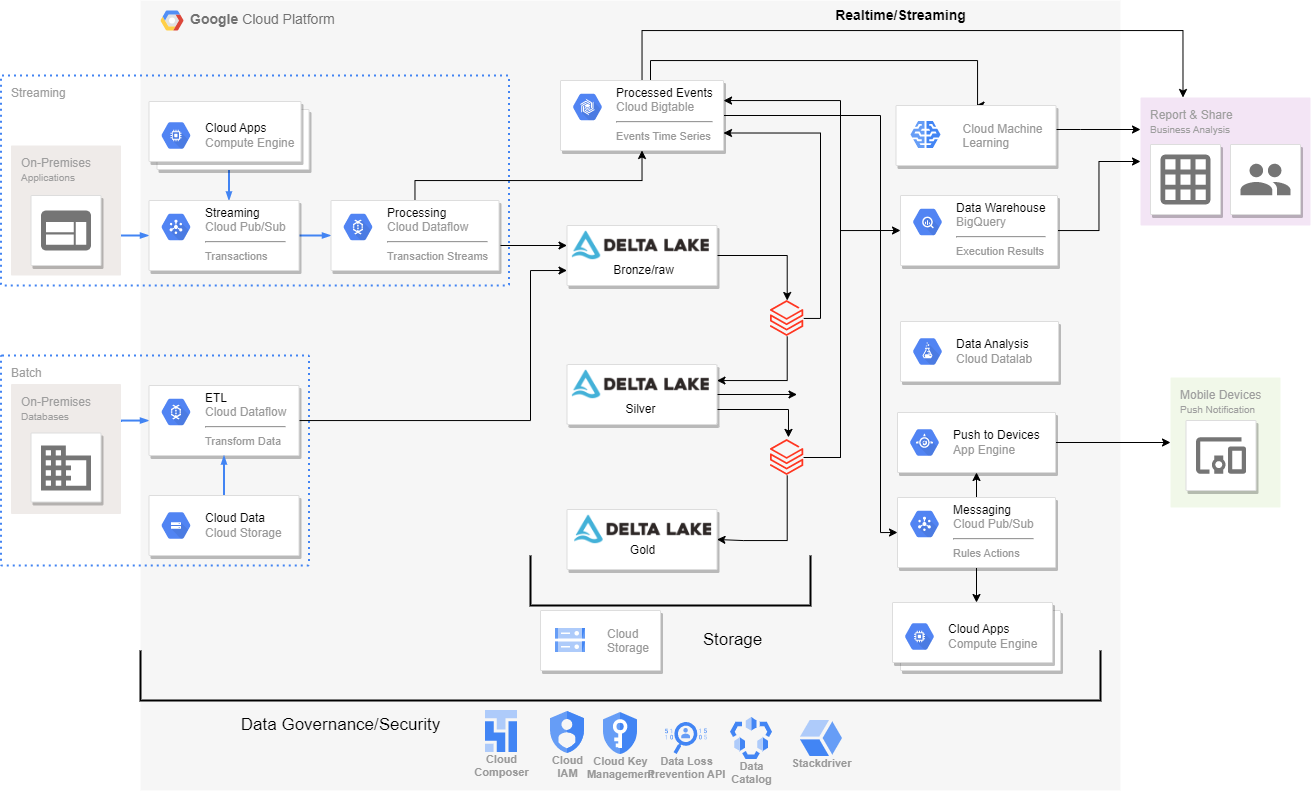 Google Cloud Platform
Realtime/Streaming
Streaming
On-Premises
Applications
Cloud Apps
Compute Engine
Streaming
Cloud Pub/Sub
Transactions
Processing
Cloud Dataflow
Transaction Streams
Processed Events
Cloud Bigtable
Events Time Series
Cloud Machine
Learning
Report & Share
Business Analysis
Data Warehouse
BigQuery
Execution Results
DELTA LAKE
Bronze/raw
Batch
On-Premises
Databases
ETL
Cloud Dataflow
Transform Data
Cloud Data
Cloud Storage
DELTA LAKE
Silver
DELTA LAKE
Gold
Data Analysis
Cloud Datalab
Push to Devices
App Engine
Mobile Devices
Push Notification
Messaging
Cloud Pub/Sub
Rules Actions
Cloud Apps
Compute Engine
Cloud
Storage
Storage
Data Governance/Security
Cloud
Composer
Cloud
IAM
Cloud Key
Management
Data Loss
Prevention API
Data
Catalog
Stackdriver